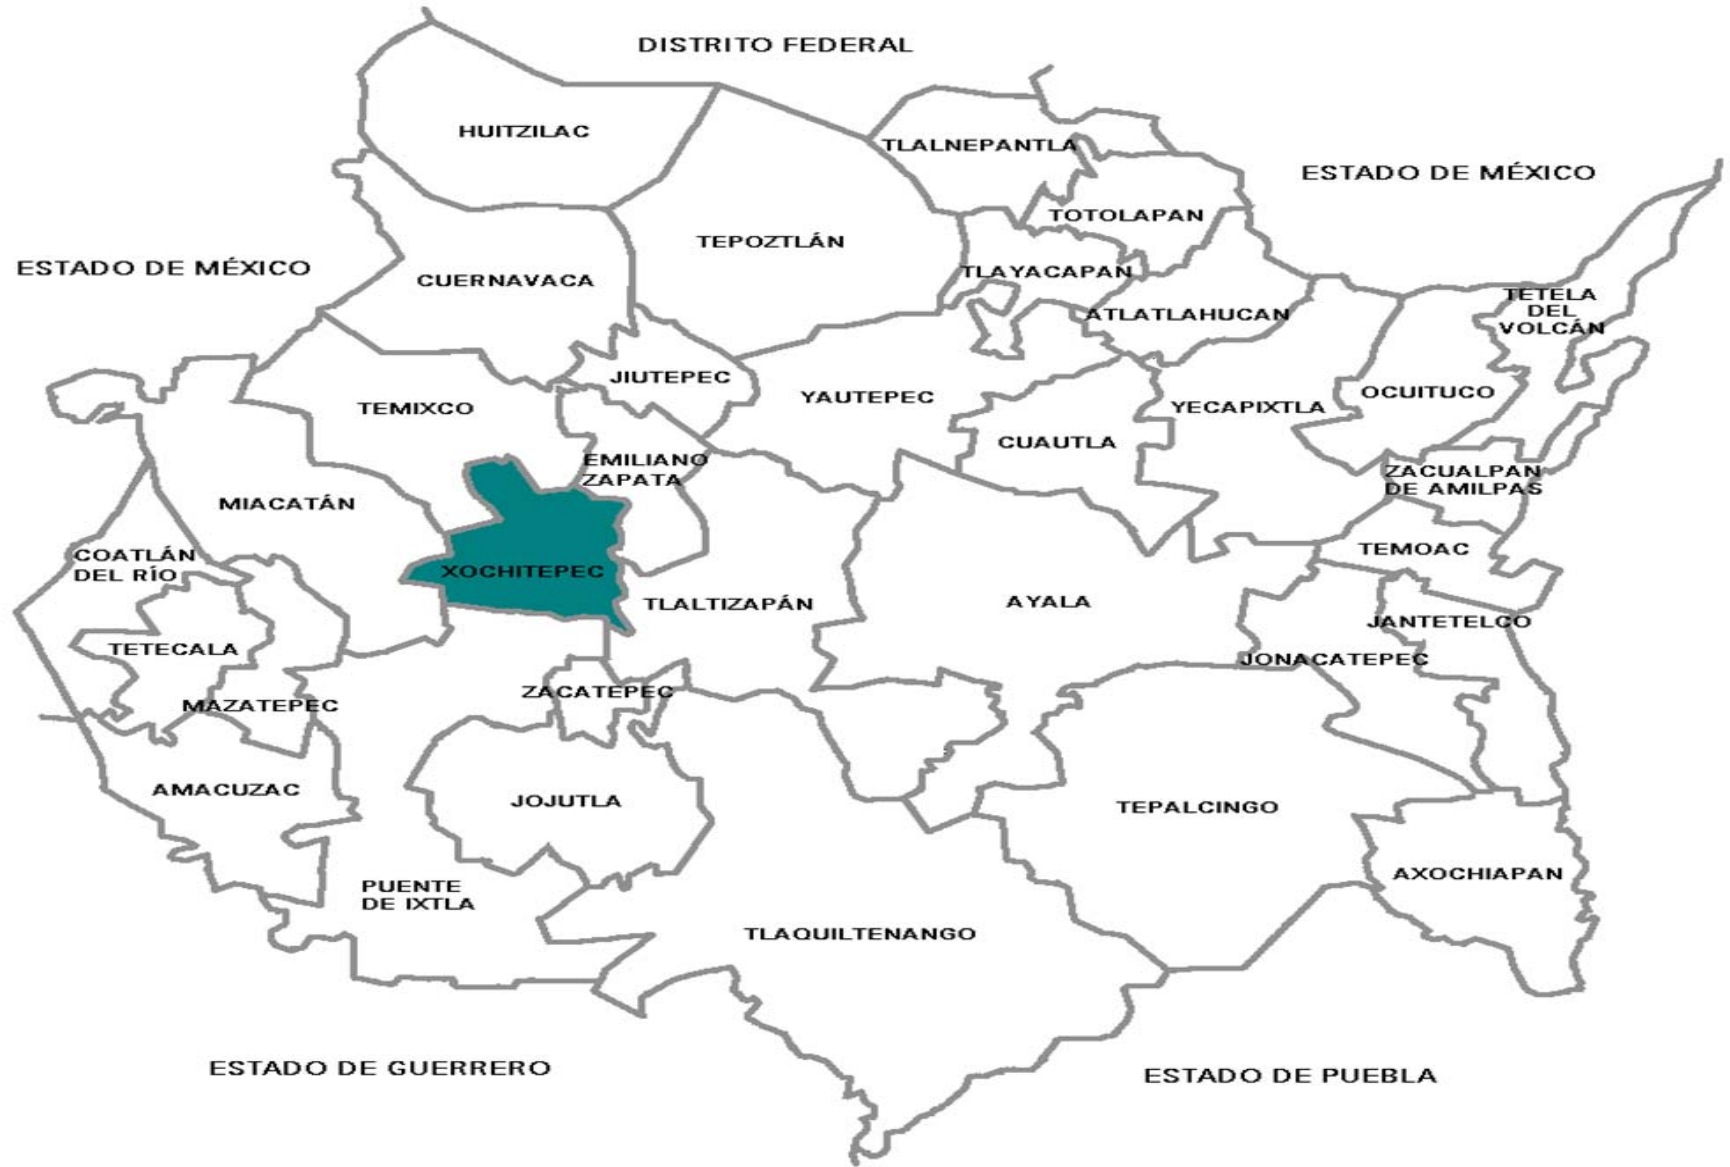 DISTRITO FEDERAL
HUITZILAC
TLALNEPANTLA
ESTADO DE MÉXICO
TOTOLAPAN
TEPOZTLÁN
ESTADO DE MÉXICO
TLAYACAPAN
CUERNAVACA
TETELA
DEL
VOLCÁN
ATLATLAHUCAN
JIUTEPEC
OCUITUCO
YAUTEPEC
TEMIXCO
YECAPIXTLA
CUAUTLA
EMILIANO
ZAPATA
ZACUALPAN
DE AMILPAS
MIACATÁN
TEMOAC
COATLÁN
DEL RÍO
XOCHITEPEC
TLALTIZAPÁN
AYALA
JANTETELCO
TETECALA
JONACATEPEC
ZACATEPEC
MAZATEPEC
AMACUZAC
JOJUTLA
TEPALCINGO
AXOCHIAPAN
PUENTE
DE IXTLA
TLAQUILTENANGO
ESTADO DE GUERRERO
ESTADO DE PUEBLA